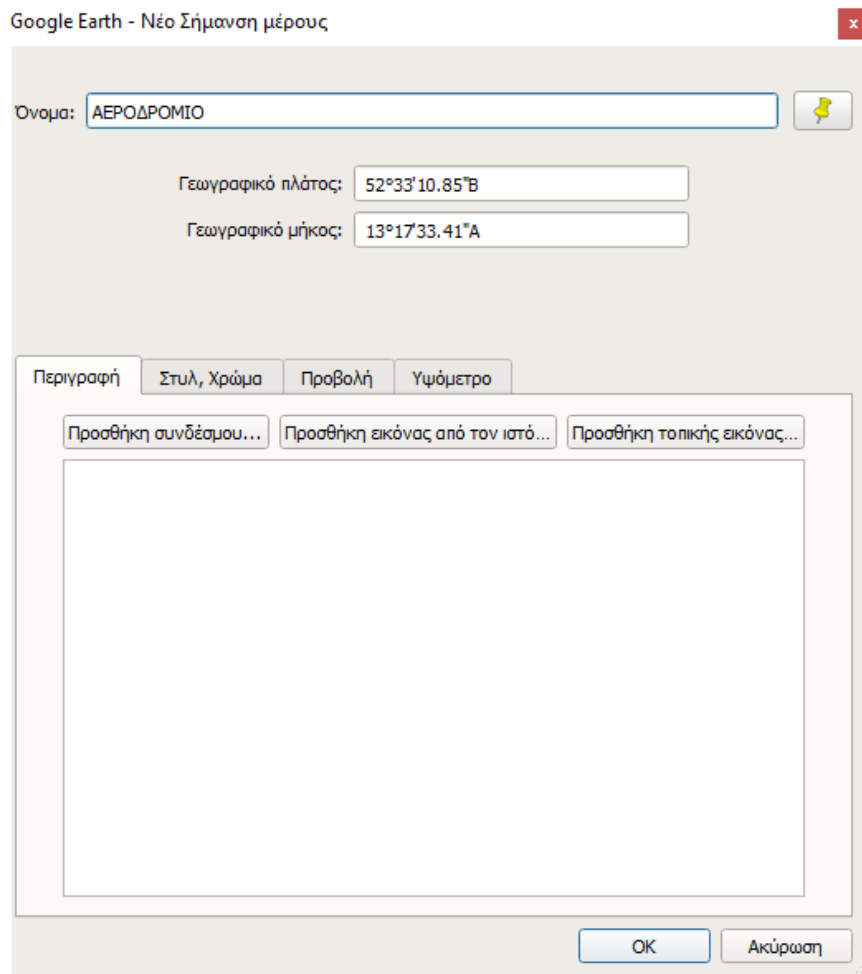 Google Earth - Νέο Σήμανση μέρους
x
Όνομα: ΑΕΡΟΔΡΟΜΙΟ
Γεωγραφικό πλάτος: 52°33'10.85"Β
Γεωγραφικό μήκος: 13°17'33.41"Α
Περιγραφή Στυλ, Χρώμα Προβολή Υψόμετρο
Προσθήκη συνδέσμου... Προσθήκη εικόνας από τον ιστό... Προσθήκη τοπικής εικόνας...
OK Ακύρωση